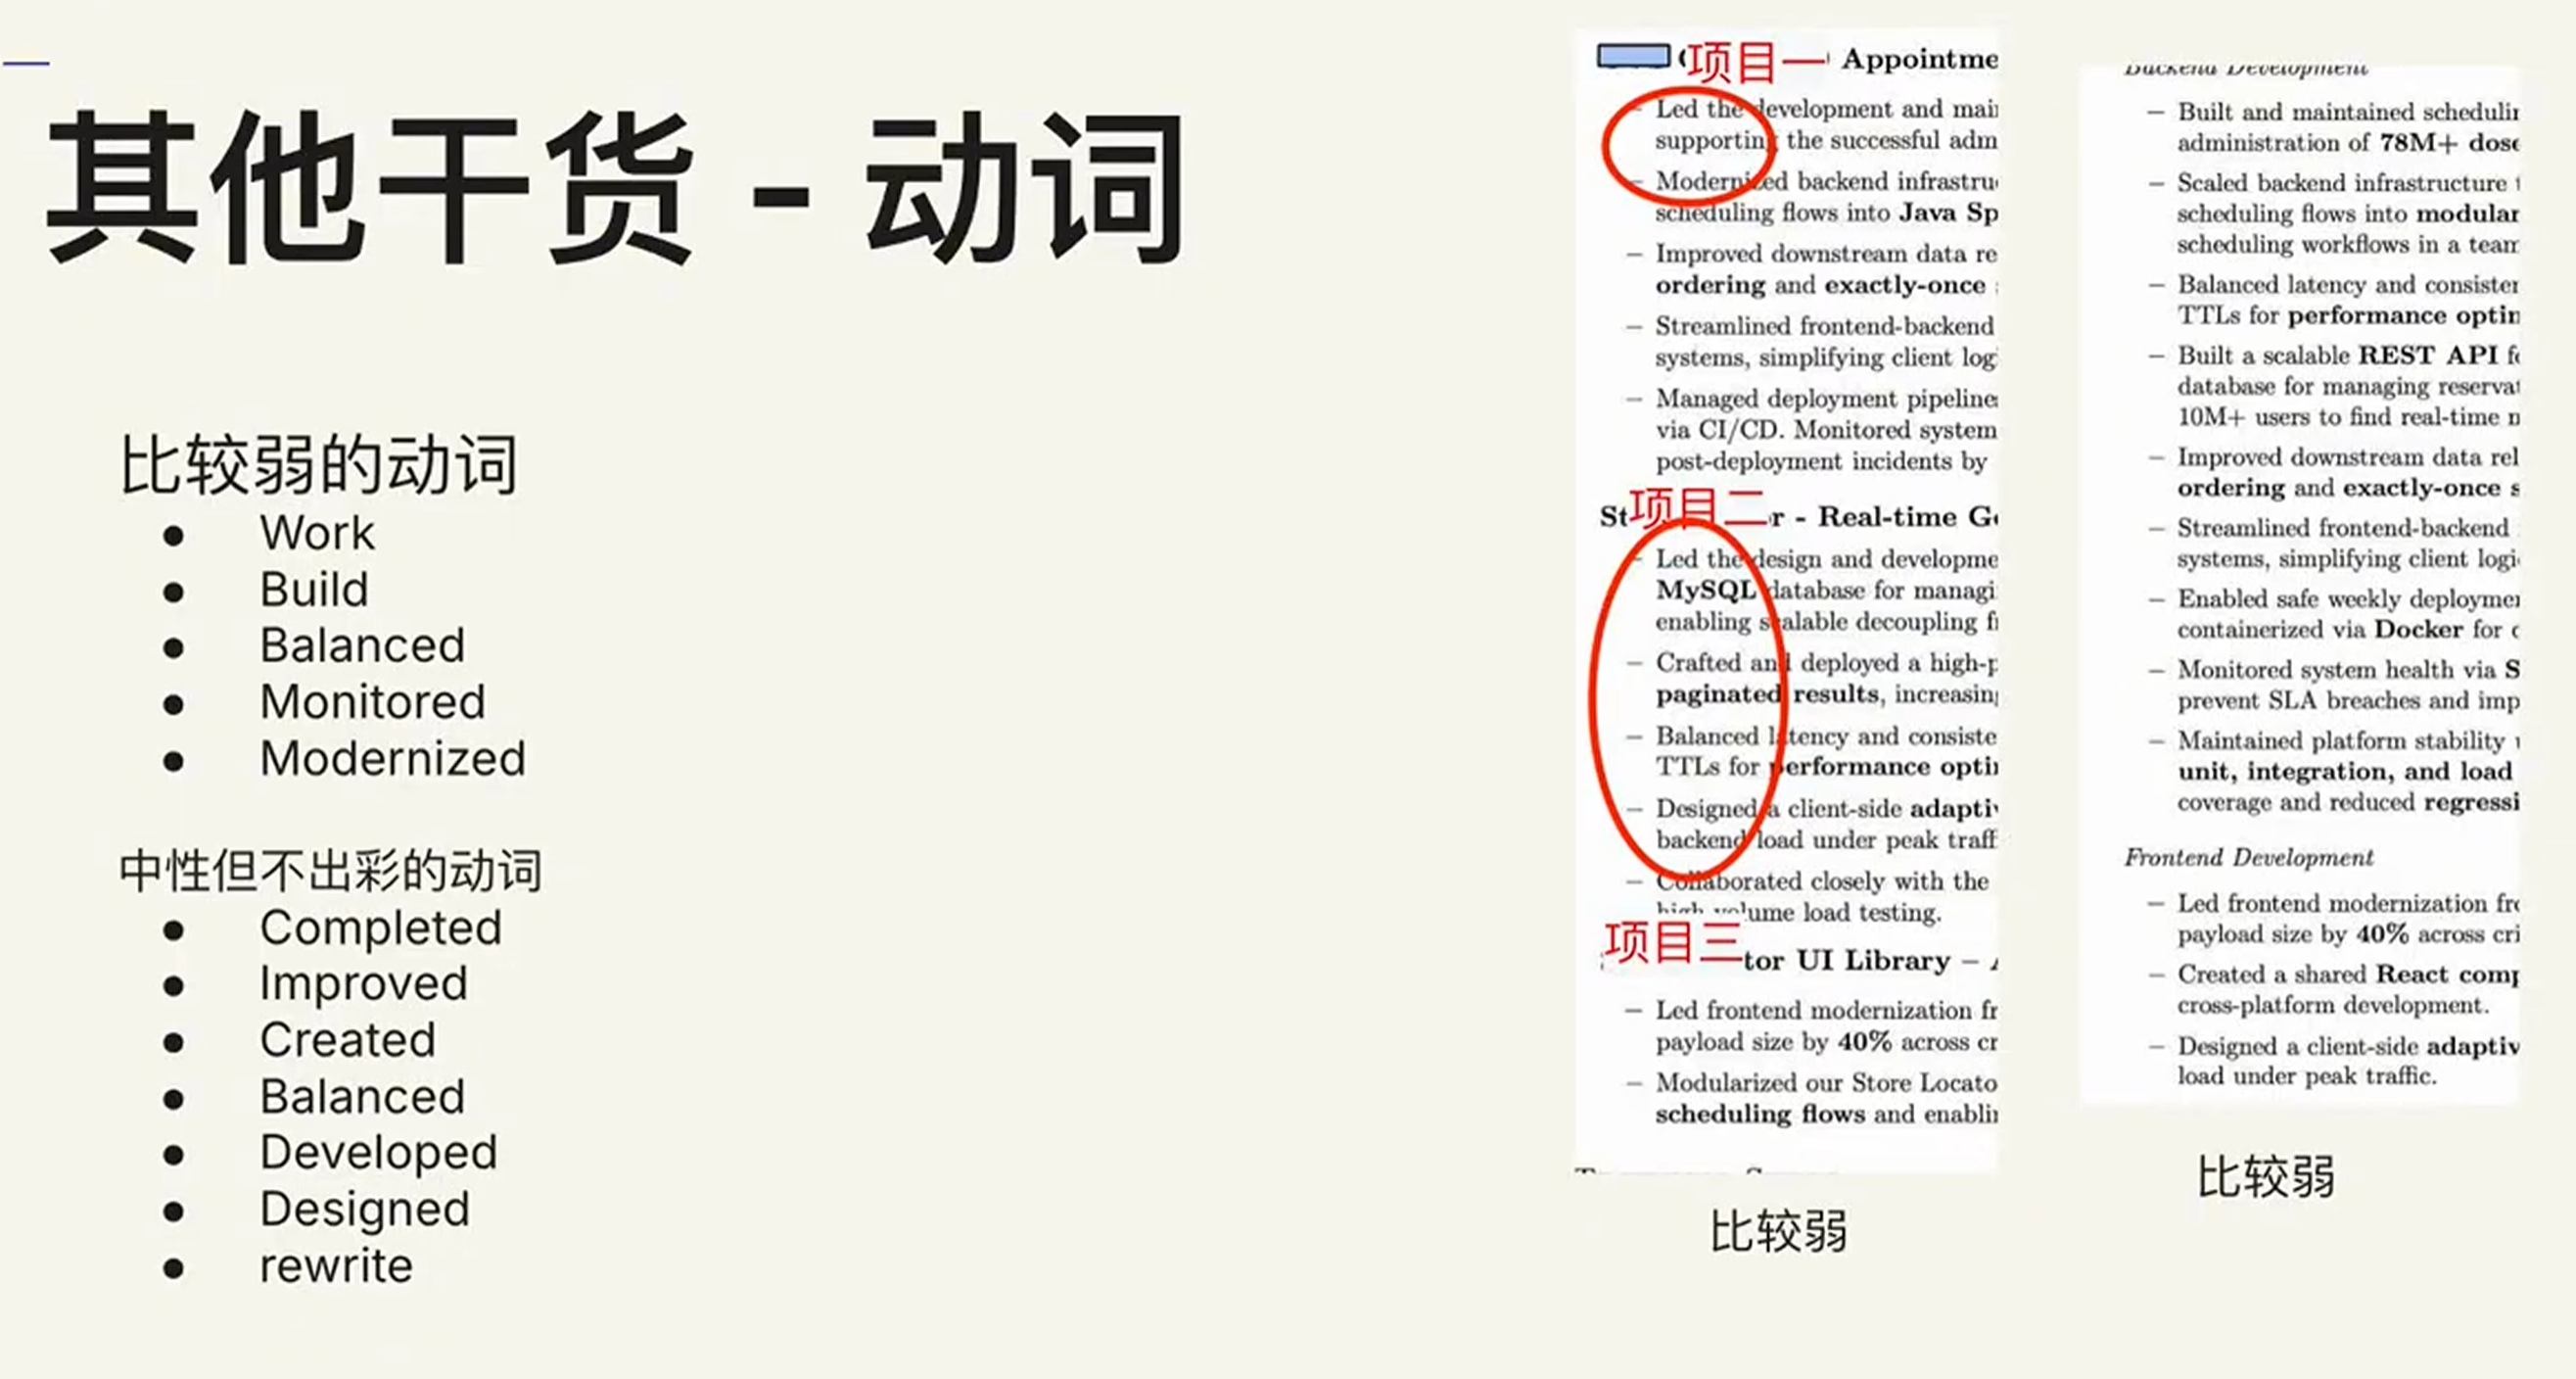 其他干货 - 动词
比较弱的动词
● Work
● Build
● Balanced
● Monitored
● Modernized
中性但不出彩的动词
● Completed
● Improved
● Created
● Balanced
● Developed
● Designed
● rewrite
项目一 Appointme
– Led the development and mai
supporting the successful adm
– Modernized backend infrastru
scheduling flows into Java Sp
– Improved downstream data re
ordering and exactly-once
– Streamlined frontend-backend
systems, simplifying client log
– Managed deployment pipeline
via CI/CD. Monitored system
post-deployment incidents by
St项目二r - Real-time G
– Led the design and developme
MySQL database for managi
enabling scalable decoupling f
– Crafted and deployed a high-p
paginated results, increasing
– Balanced latency and consiste
TTLs for performance opti
– Designed a client-side adaptiv
backend load under peak traff
– Collaborated closely with the
high volume load testing.
项目三tor UI Library –
– Led frontend modernization fr
payload size by 40% across cr
– Modularized our Store Locato
scheduling flows and enabli
比较弱
Backend Development
– Built and maintained schedulin
administration of 78M+ dose
– Scaled backend infrastructure
scheduling flows into modular
scheduling workflows in a team
– Balanced latency and consister
TTLs for performance optim
– Built a scalable REST API f
database for managing reservat
10M+ users to find real-time
– Improved downstream data rel
ordering and exactly-once s
– Streamlined frontend-backend
systems, simplifying client logi
– Enabled safe weekly deployme
containerized via Docker for
– Monitored system health via S
prevent SLA breaches and imp
– Maintained platform stability
unit, integration, and load
coverage and reduced regressi
Frontend Development
– Led frontend modernization fro
payload size by 40% across cri
– Created a shared React comp
cross-platform development.
– Designed a client-side adaptiv
load under peak traffic.
比较弱